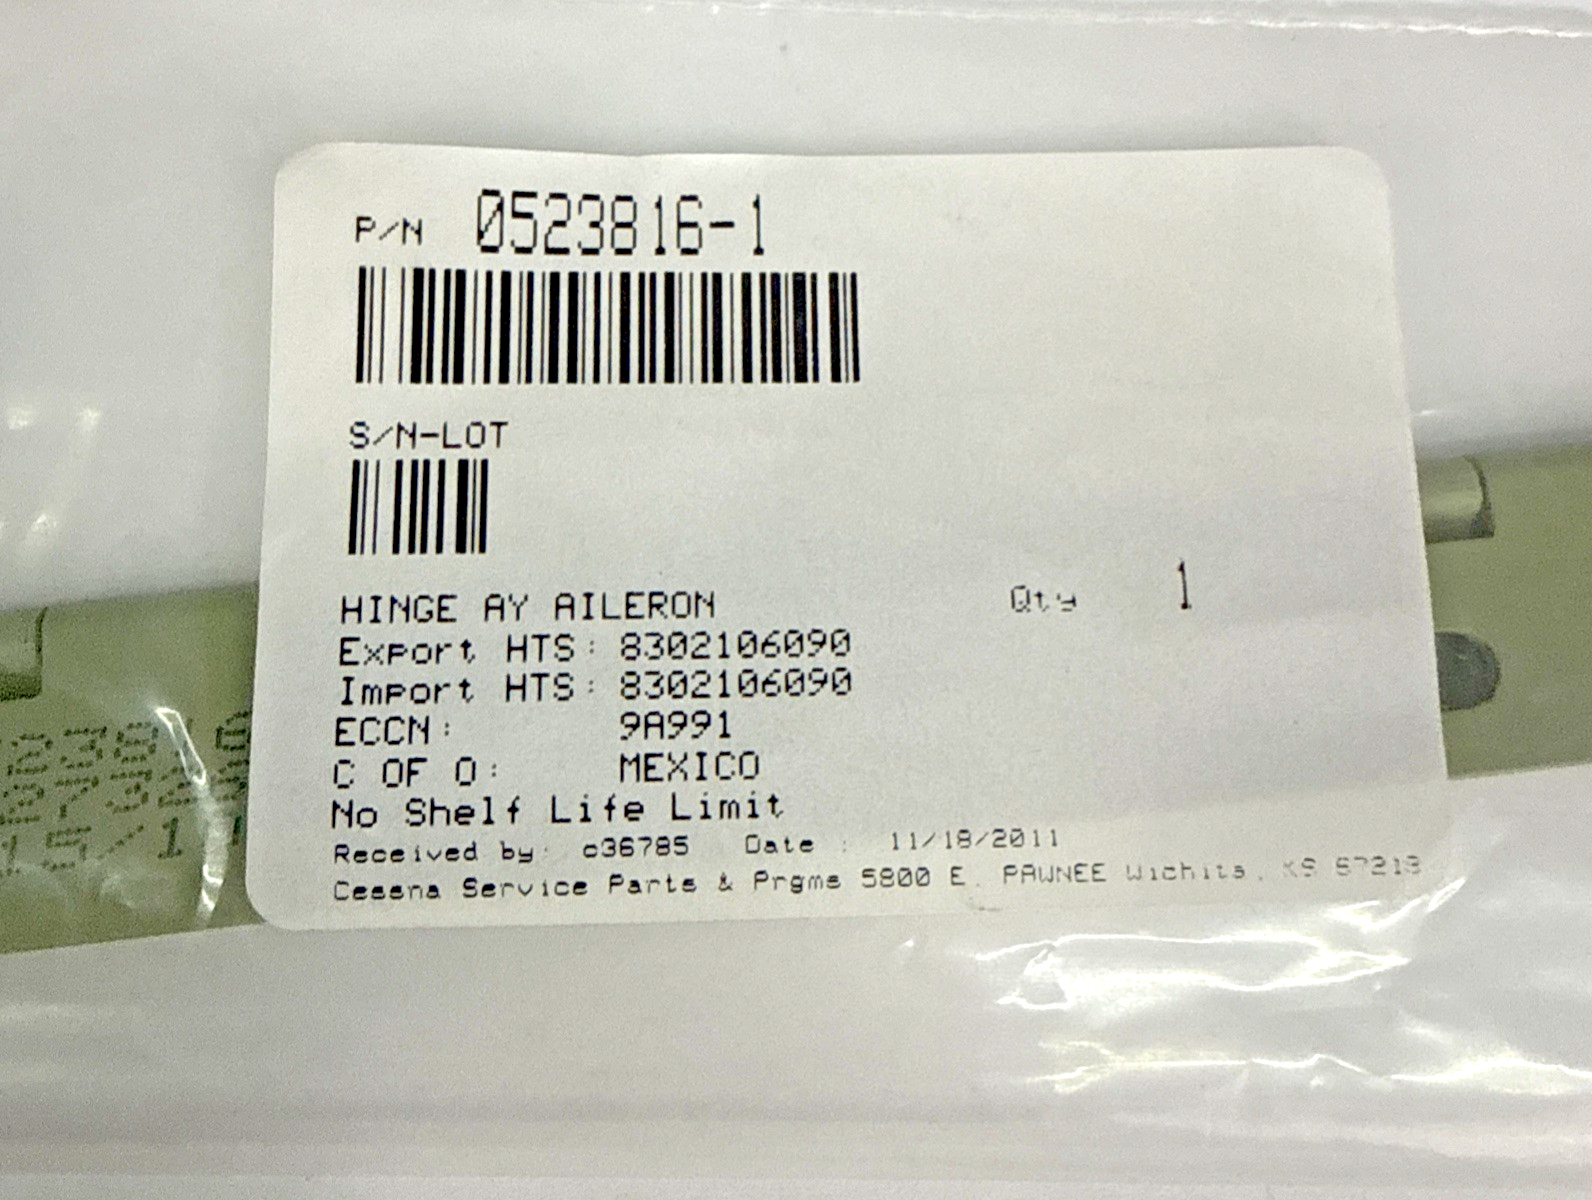 P/N 0523816-1
S/N-LOT
HINGE AY AILERON Qty 1
Export HTS: 8302106090
Import HTS: 8302106090
ECCN: 9A991
C OF O: MEXICO
No Shelf Life Limit
Received by: c36785 Date : 11/18/2011
Cessna Service Parts & Prgms 5800 E. PAWNEE Wichita, KS 67218